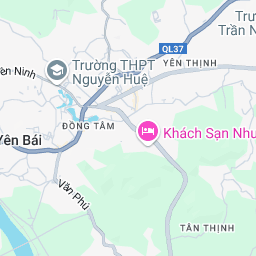 Trườ
Trần N
QL37
Trường THPT
Nguyễn Huệ
YÊN THỊNH
ên Ninh
ĐỒNG TÂM
Khách Sạn Nhu
Yên Bái
Văn Phú
TÂN THỊNH